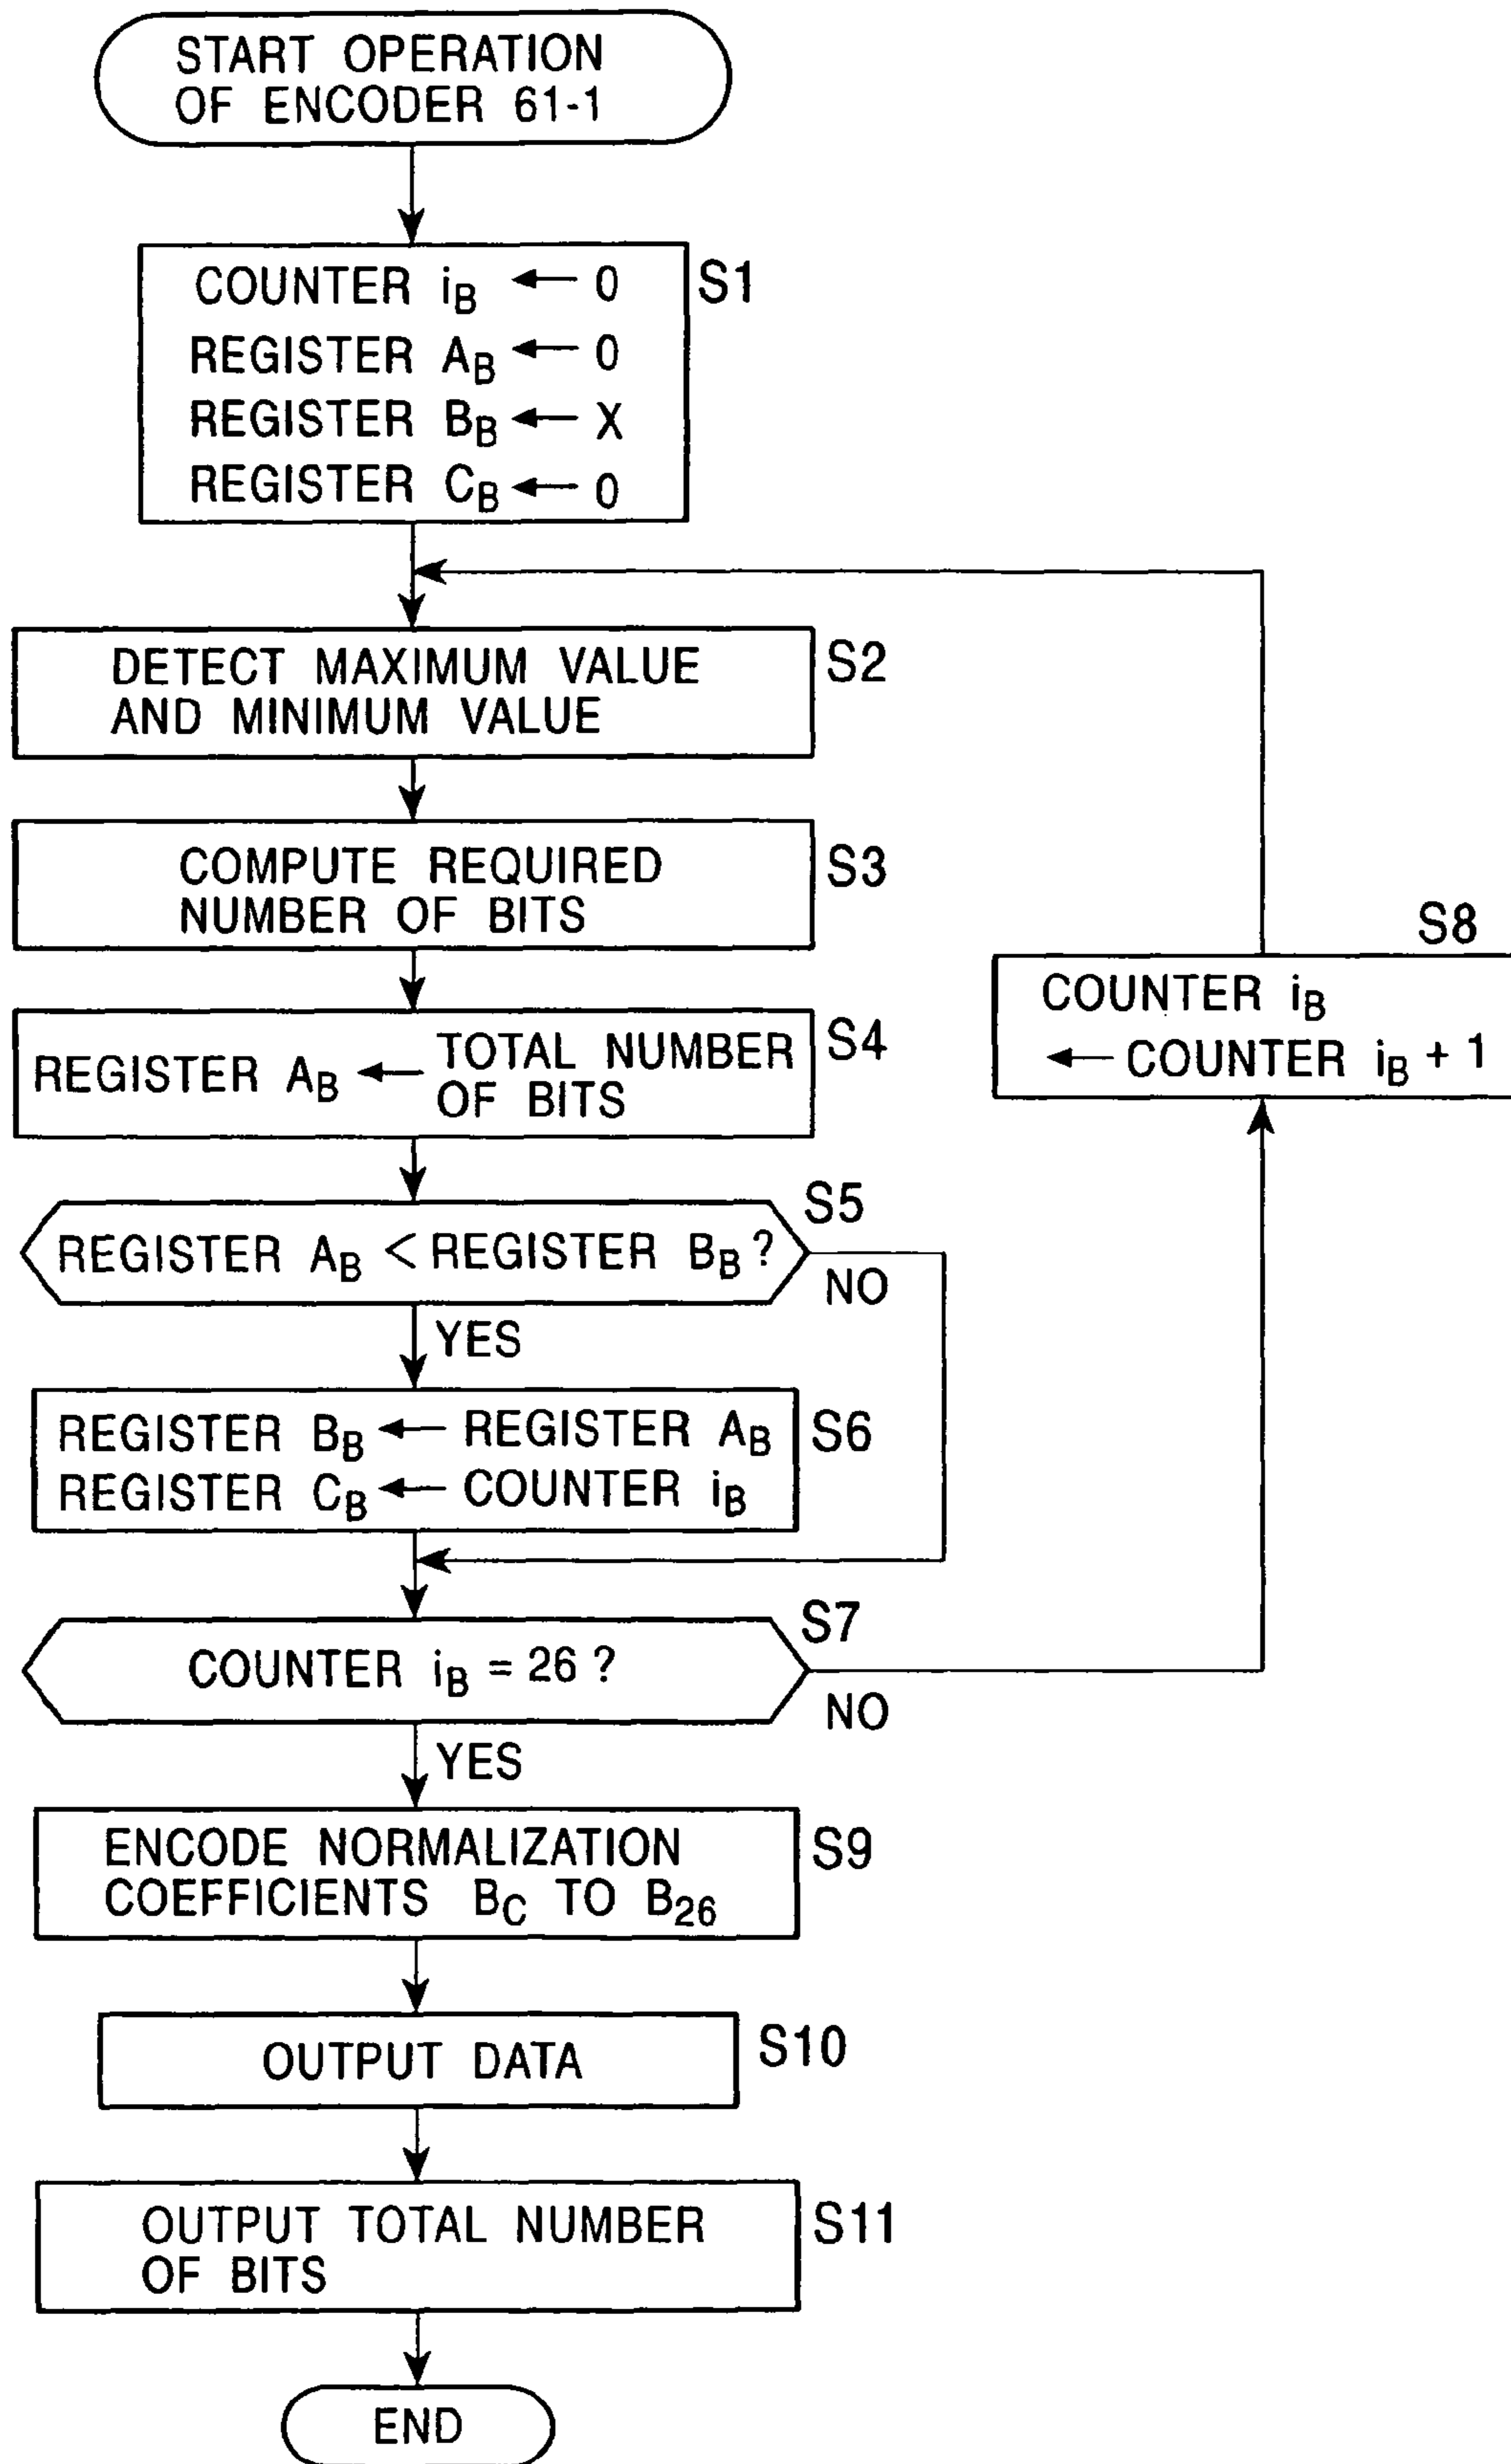 START OPERATION
OF ENCODER 61-1
COUNTER iB ← 0
S1
REGISTER AB ← 0
REGISTER BB ← X
REGISTER CB ← 0
DETECT MAXIMUM VALUE
AND MINIMUM VALUE
S2
COMPUTE REQUIRED
NUMBER OF BITS
S3
REGISTER AB ← TOTAL NUMBER
OF BITS
S4
REGISTER AB < REGISTER BB ?
S5
NO
YES
REGISTER BB ← REGISTER AB
REGISTER CB ← COUNTER iB
S6
COUNTER iB = 26 ?
S7
NO
S8
COUNTER iB
← COUNTER iB + 1
YES
ENCODE NORMALIZATION
COEFFICIENTS BC TO B26
S9
OUTPUT DATA
S10
OUTPUT TOTAL NUMBER
OF BITS
S11
END